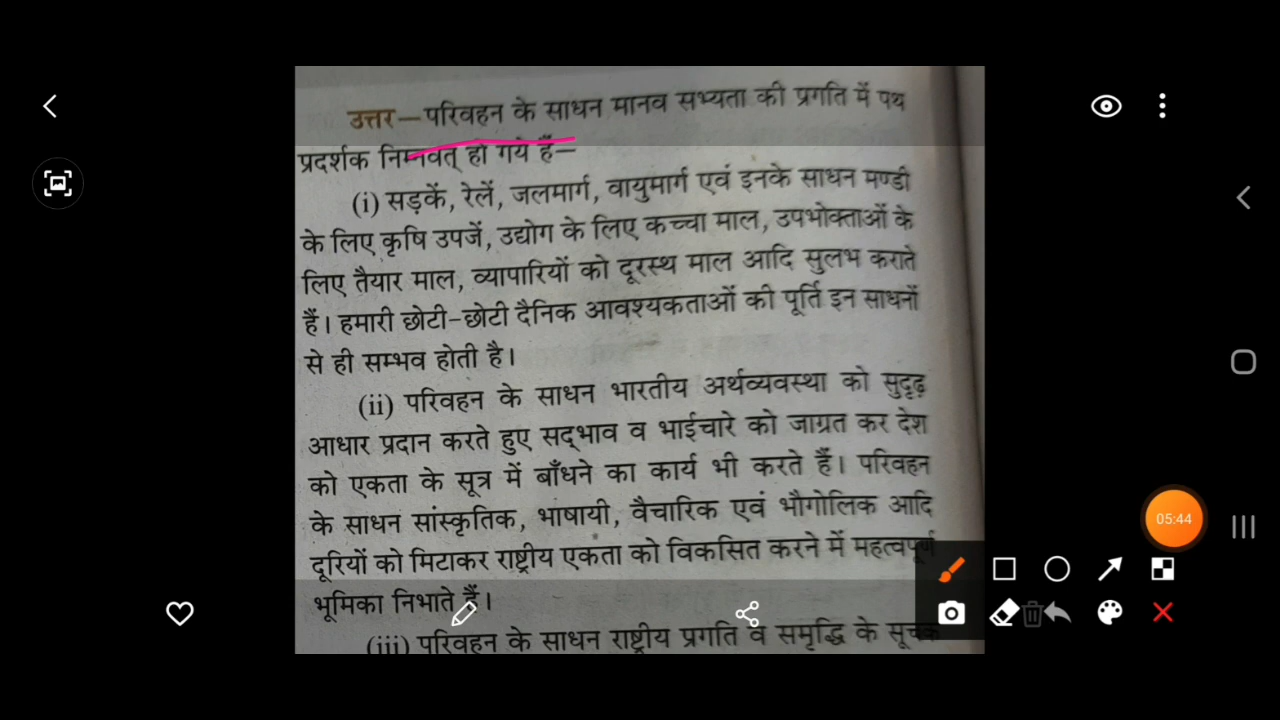 उत्तर—परिवहन के साधन मानव सभ्यता की प्रगति में पथ
प्रदर्शक निम्नवत् हो गये हैं—
(i) सड़कें, रेलें, जलमार्ग, वायुमार्ग एवं इनके साधन मण्डी
के लिए कृषि उपजें, उद्योग के लिए कच्चा माल, उपभोक्ताओं के
लिए तैयार माल, व्यापारियों को दूरस्थ माल आदि सुलभ कराते
हैं। हमारी छोटी-छोटी दैनिक आवश्यकताओं की पूर्ति इन साधनों
से ही सम्भव होती है।
(ii) परिवहन के साधन भारतीय अर्थव्यवस्था को सुदृढ़
आधार प्रदान करते हुए सद्भाव व भाईचारे को जाग्रत कर देश
को एकता के सूत्र में बाँधने का कार्य भी करते हैं। परिवहन
के साधन सांस्कृतिक, भाषायी, वैचारिक एवं भौगोलिक आदि
दूरियों को मिटाकर राष्ट्रीय एकता को विकसित करने में महत्वपूर्ण
भूमिका निभाते हैं।
(iii) परिवहन के साधन राष्ट्रीय प्रगति व समृद्धि के सूचक
05:44